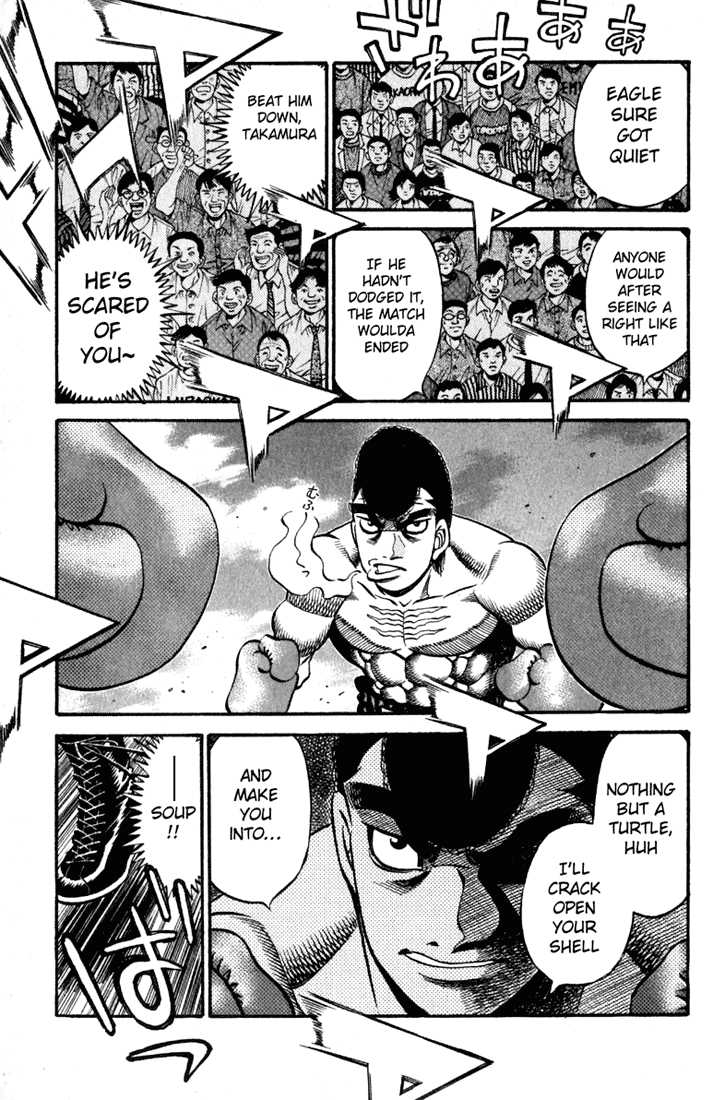 ざわあぁぁ
EAGLE
SURE
GOT
QUIET
ANYONE
WOULD
AFTER
SEEING A
RIGHT LIKE
THAT
IF HE
HADN'T
DODGED IT,
THE MATCH
WOULDA
ENDED
BEAT HIM
DOWN,
TAKAMURA
HE'S
SCARED
OF
YOU~
むふー
NOTHING
BUT A
TURTLE,
HUH
I'LL
CRACK
OPEN
YOUR
SHELL
AND
MAKE
YOU
INTO...
—
SOUP
!!
ばっ